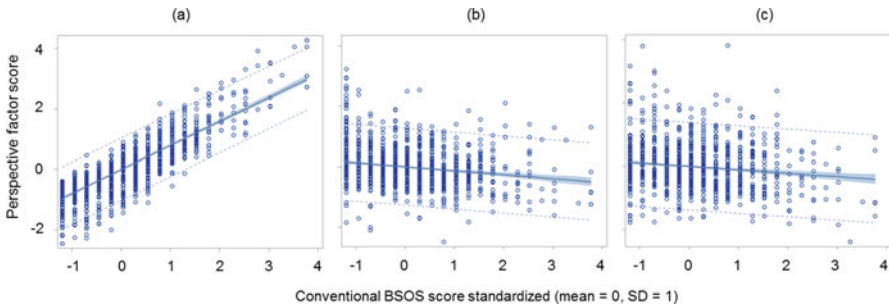 (a) (b) (c)
4
2
0
-2
Perspective factor score
-1 0 1 2 3 4 -1 0 1 2 3 4 -1 0 1 2 3 4
Conventional BSOS score standardized (mean = 0, SD = 1)